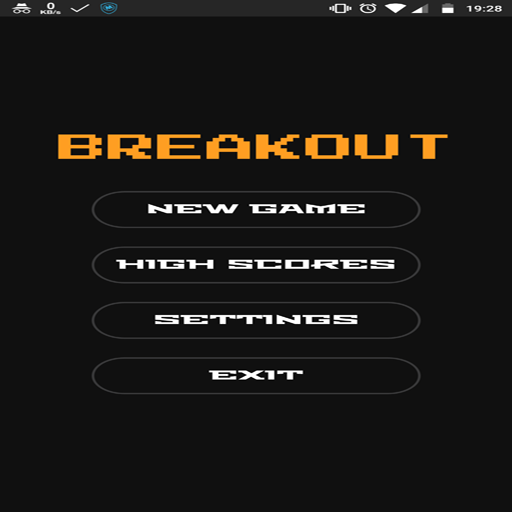 0
KB/s
19:28
BREAKOUT
NEW GAME
HIGH SCORES
SETTINGS
EXIT